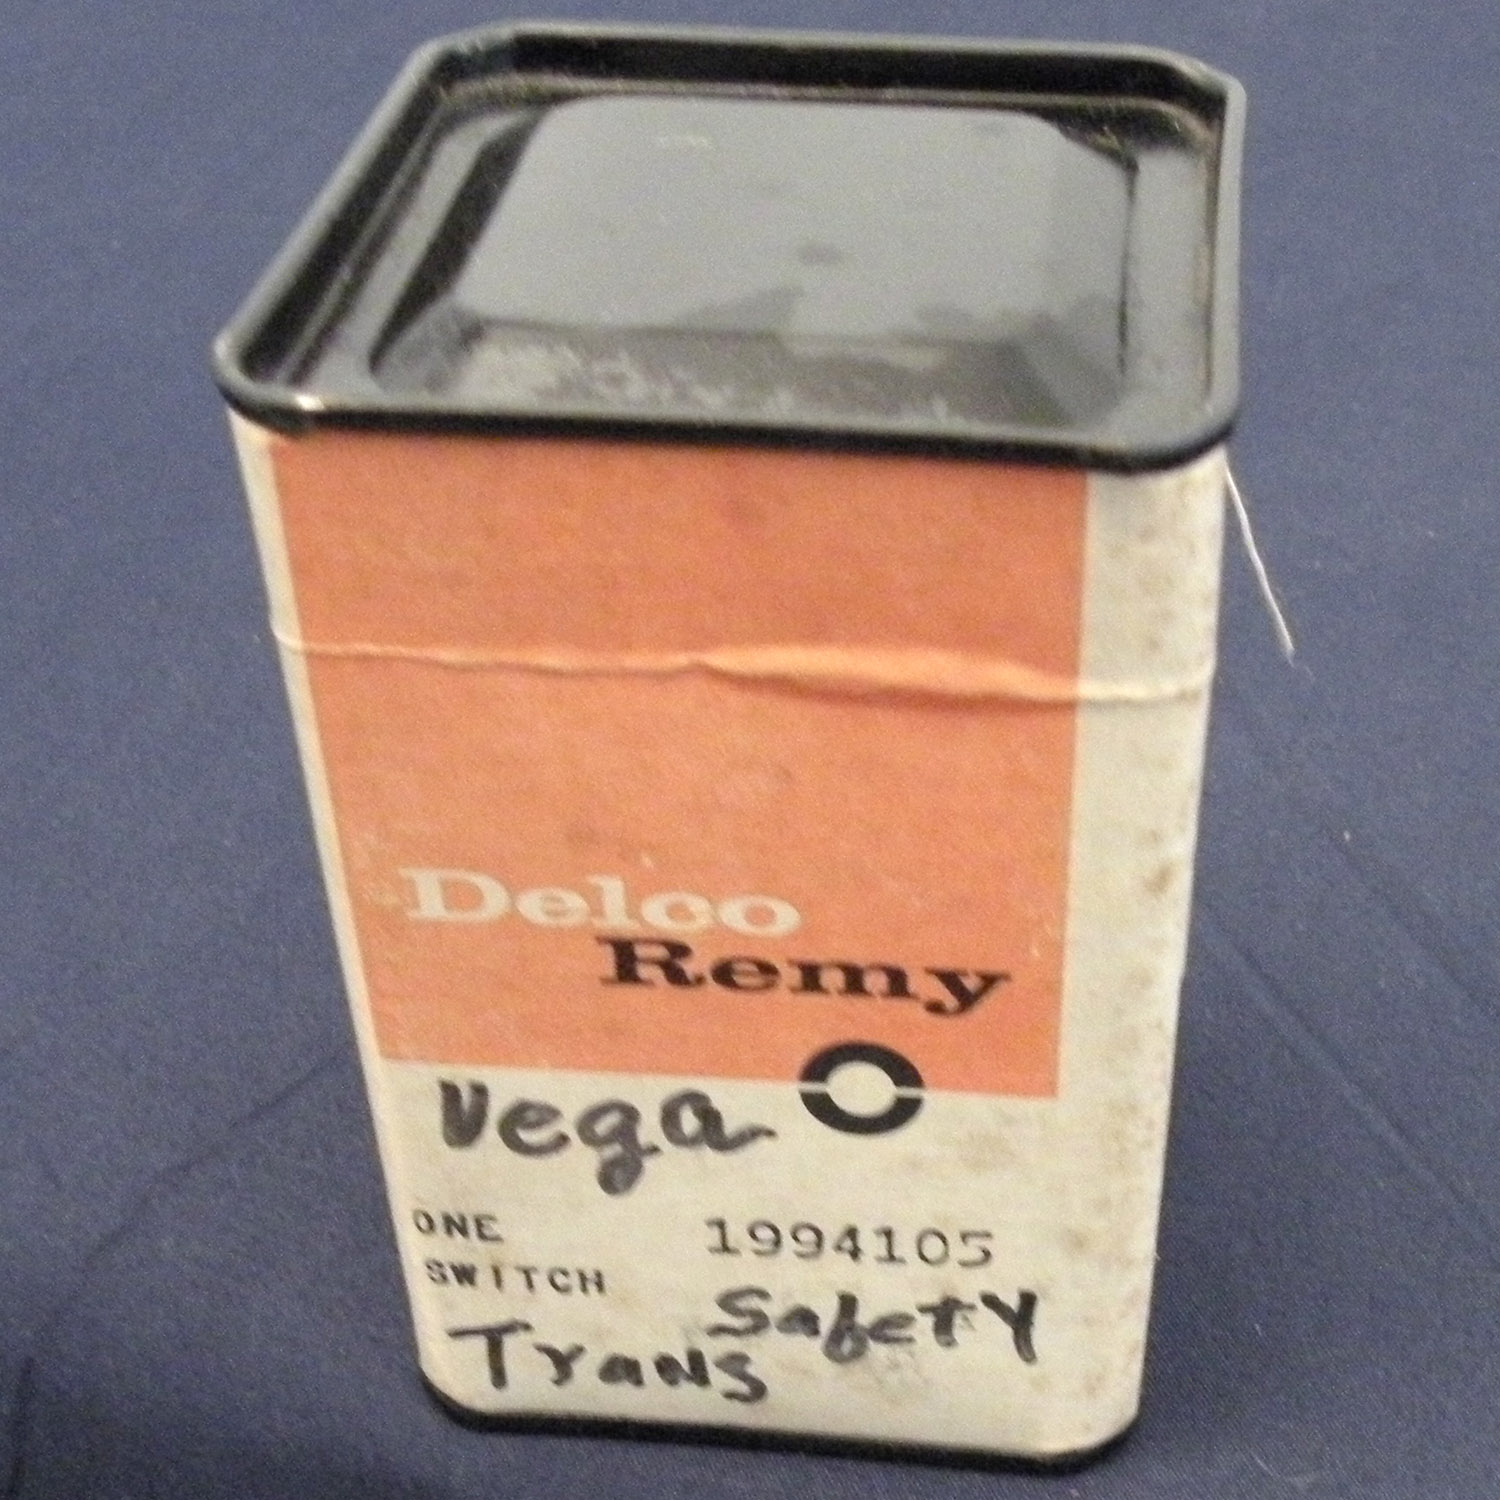 Delco
Remy
Vega
ONE 1994105
SWITCH
Safety
Trans